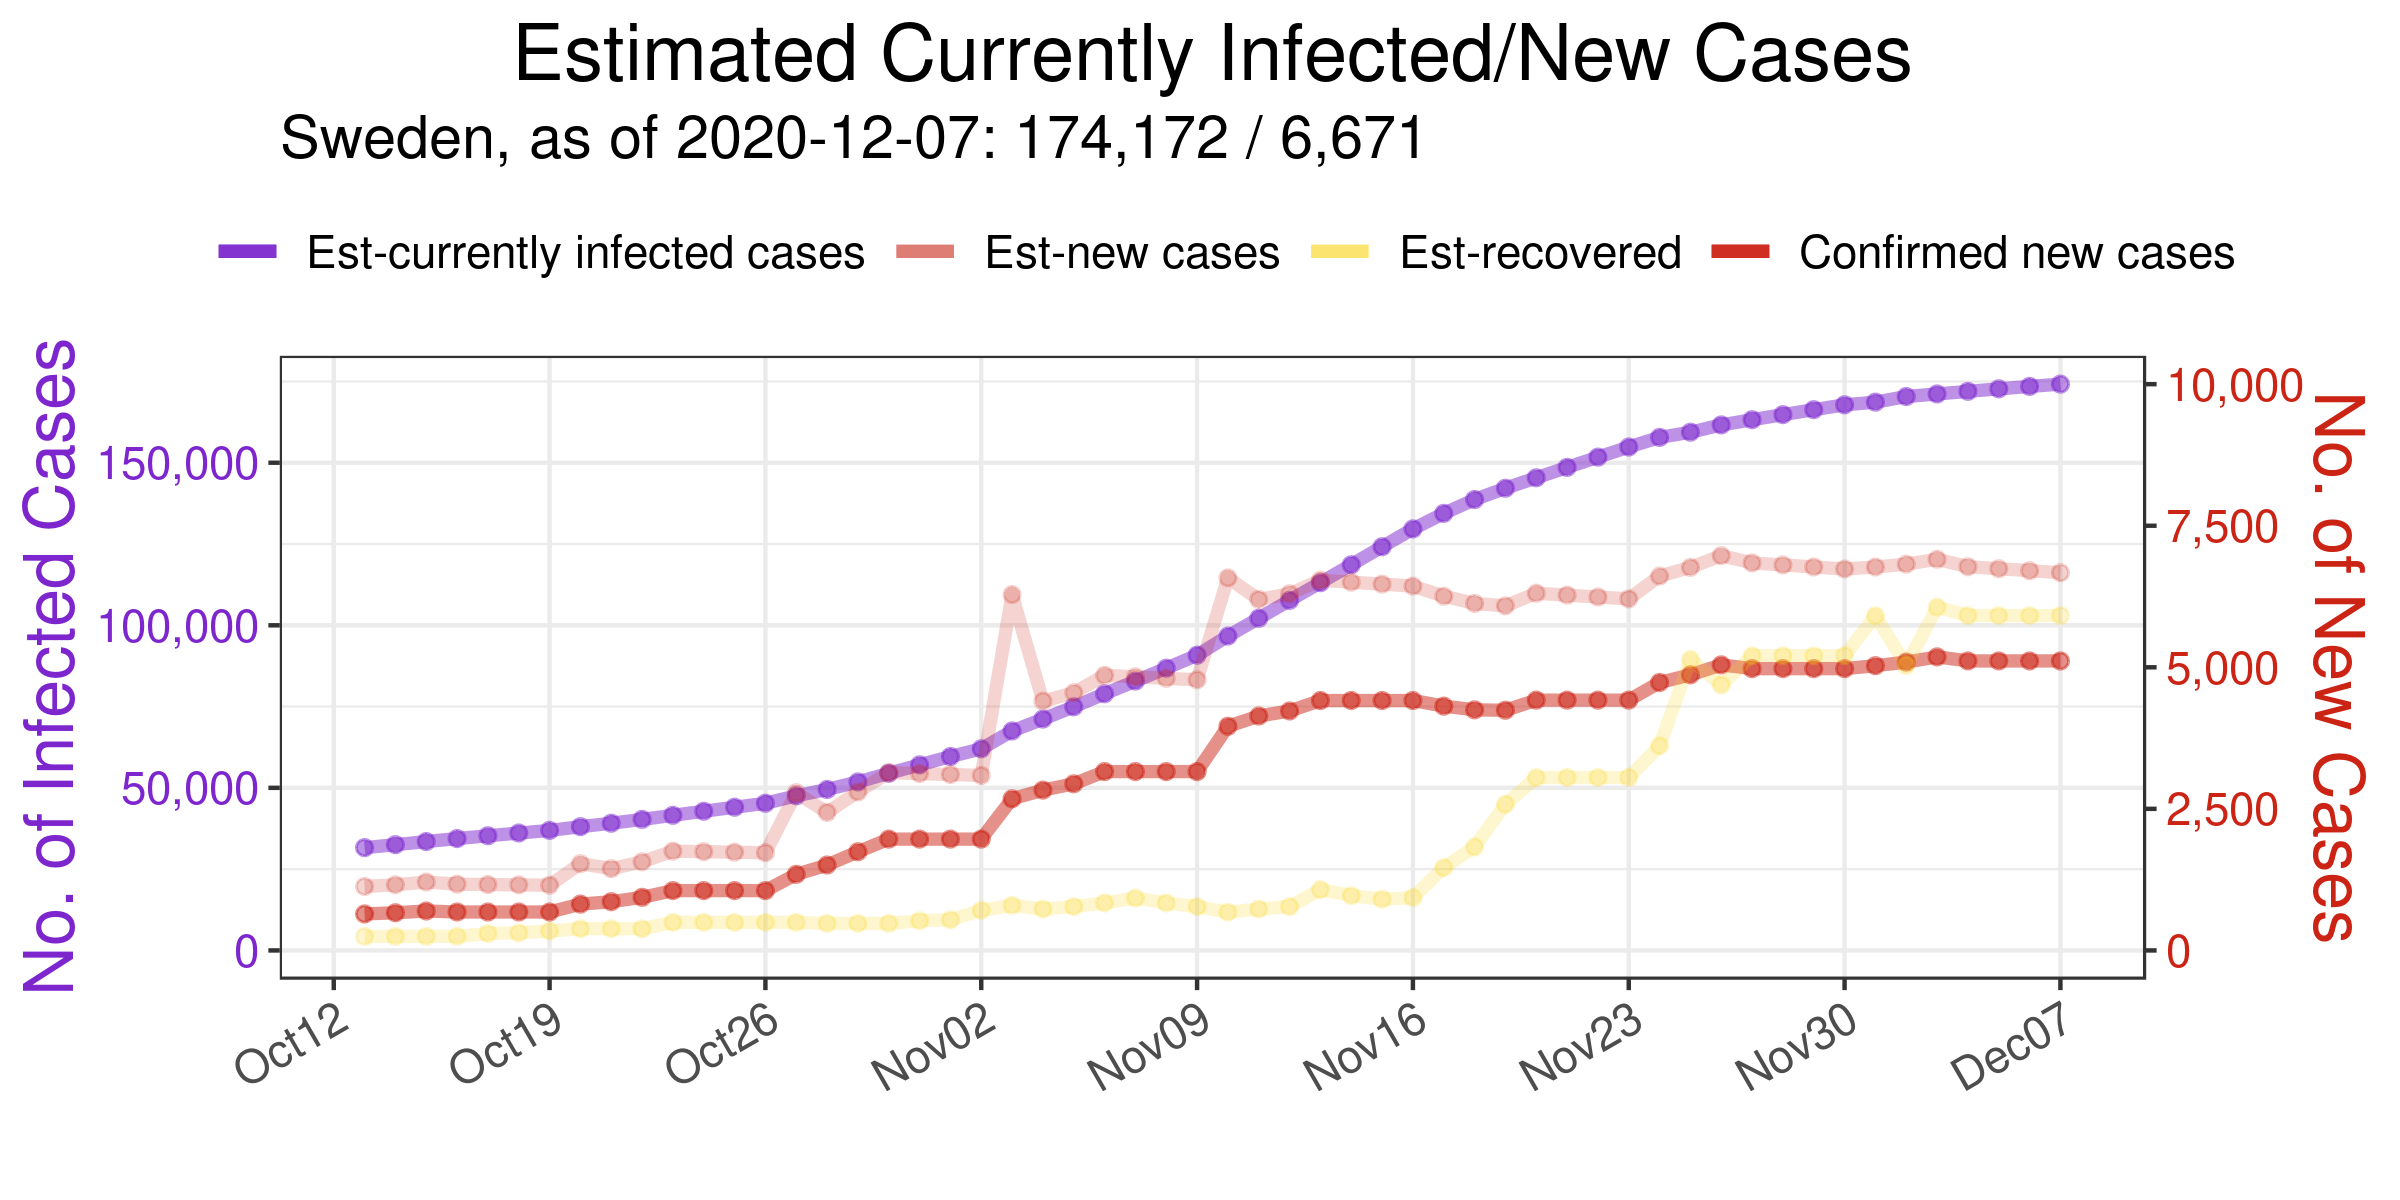 Estimated Currently Infected/New Cases
Sweden, as of 2020-12-07: 174,172 / 6,671
Est-currently infected cases Est-new cases Est-recovered Confirmed new cases
No. of Infected Cases
150,000
100,000
50,000
0
10,000
7,500
5,000
2,500
0
No. of New Cases
Oct12 Oct19 Oct26 Nov02 Nov09 Nov16 Nov23 Nov30 Dec07